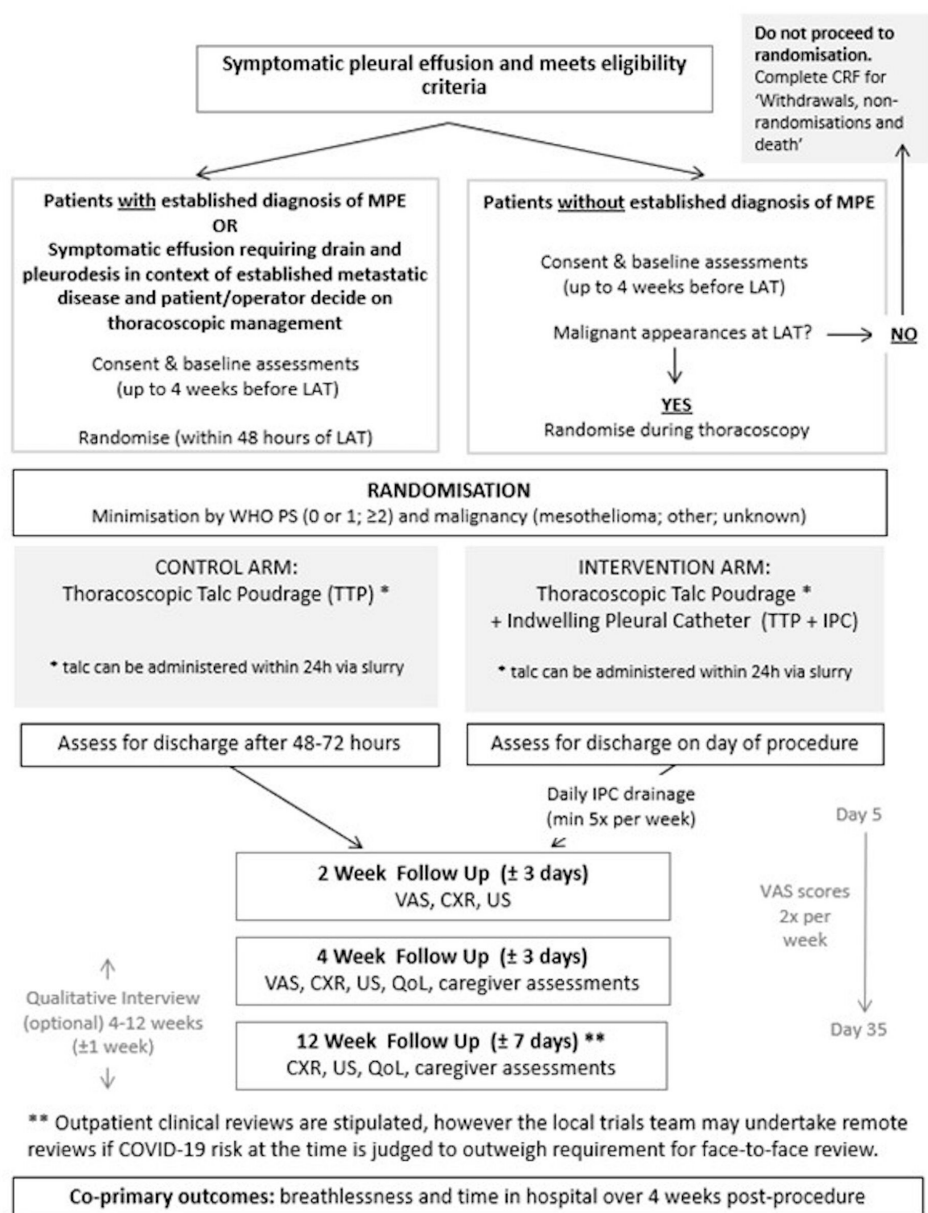 Symptomatic pleural effusion and meets eligibility
criteria
Do not proceed to
randomisation.
Complete CRF for
‘Withdrawals, non-
randomisations and
death’
Patients with established diagnosis of MPE
OR
Symptomatic effusion requiring drain and
pleurodesis in context of established metastatic
disease and patient/operator decide on
thoracoscopic management
Consent & baseline assessments
(up to 4 weeks before LAT)
Randomise (within 48 hours of LAT)
Patients without established diagnosis of MPE
Consent & baseline assessments
(up to 4 weeks before LAT)
Malignant appearances at LAT?
NO
YES
Randomise during thoracoscopy
RANDOMISATION
Minimisation by WHO PS (0 or 1; ≥2) and malignancy (mesothelioma; other; unknown)
CONTROL ARM:
Thoracoscopic Talc Poudrage (TTP) *
* talc can be administered within 24h via slurry
INTERVENTION ARM:
Thoracoscopic Talc Poudrage *
+ Indwelling Pleural Catheter (TTP + IPC)
* talc can be administered within 24h via slurry
Assess for discharge after 48-72 hours
Assess for discharge on day of procedure
Daily IPC drainage
(min 5x per week)
Day 5
VAS scores
2x per
week
Day 35
2 Week Follow Up (± 3 days)
VAS, CXR, US
4 Week Follow Up (± 3 days)
VAS, CXR, US, QoL, caregiver assessments
Qualitative Interview
(optional) 4-12 weeks
(±1 week)
12 Week Follow Up (± 7 days) **
CXR, US, QoL, caregiver assessments
** Outpatient clinical reviews are stipulated, however the local trials team may undertake remote
reviews if COVID-19 risk at the time is judged to outweigh requirement for face-to-face review.
Co-primary outcomes: breathlessness and time in hospital over 4 weeks post-procedure